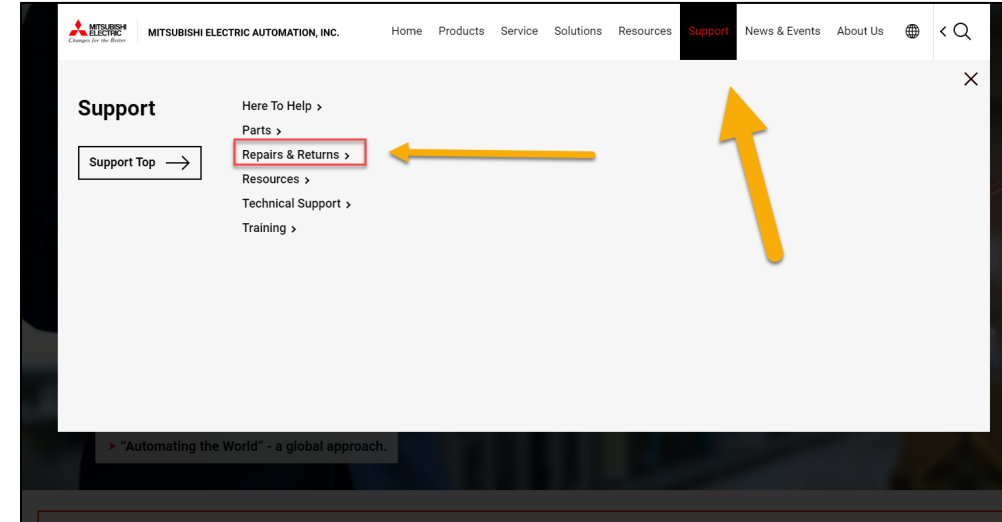 MITSUBISHI
ELECTRIC
Changes for the Better
MITSUBISHI ELECTRIC AUTOMATION, INC.
Home Products Service Solutions Resources Support News & Events About Us
Support
Support Top
Here To Help
Parts
Repairs & Returns
Resources
Technical Support
Training
"Automating the World" - a global approach.